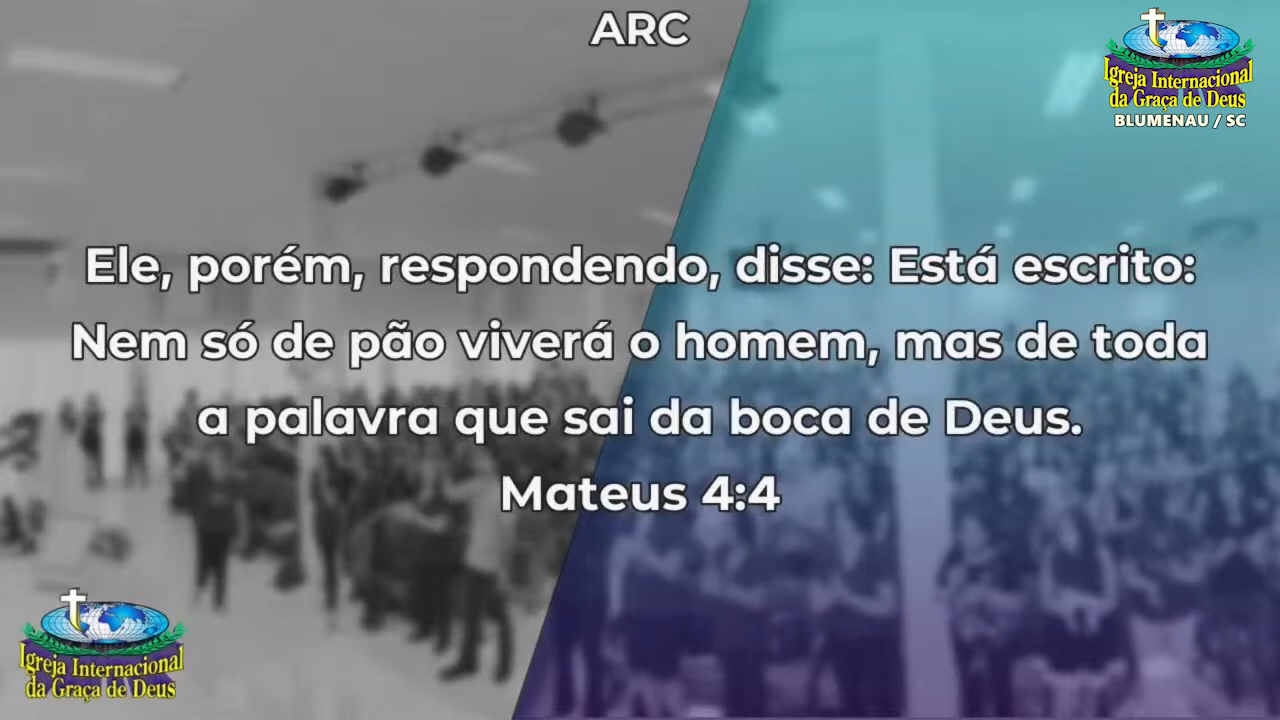 ARC
Igreja Internacional
da Graça de Deus
BLUMENAU / SC
Ele, porém, respondendo, disse: Está escrito:
Nem só de pão viverá o homem, mas de toda
a palavra que sai da boca de Deus.
Mateus 4:4
Igreja Internacional
da Graça de Deus